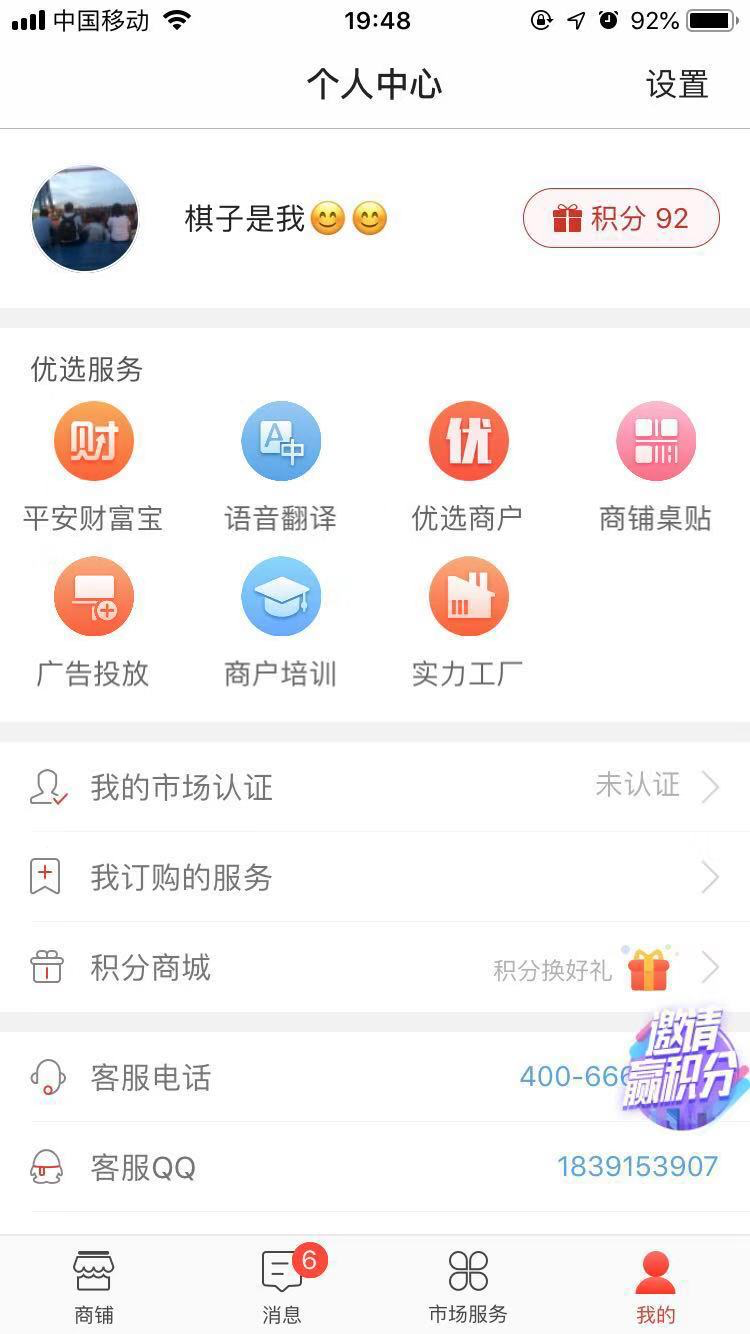 中国移动 19:48 92%
个人中心 设置
棋子是我😊😊 积分 92
优选服务
财 A中 优
平安财富宝 语音翻译 优选商户 商铺桌贴
广告投放 商户培训 实力工厂
我的市场认证 未认证
我订购的服务
积分商城 积分换好礼
邀请
赢积分
客服电话 400-666
客服QQ 1839153907
6
商铺 消息 市场服务 我的